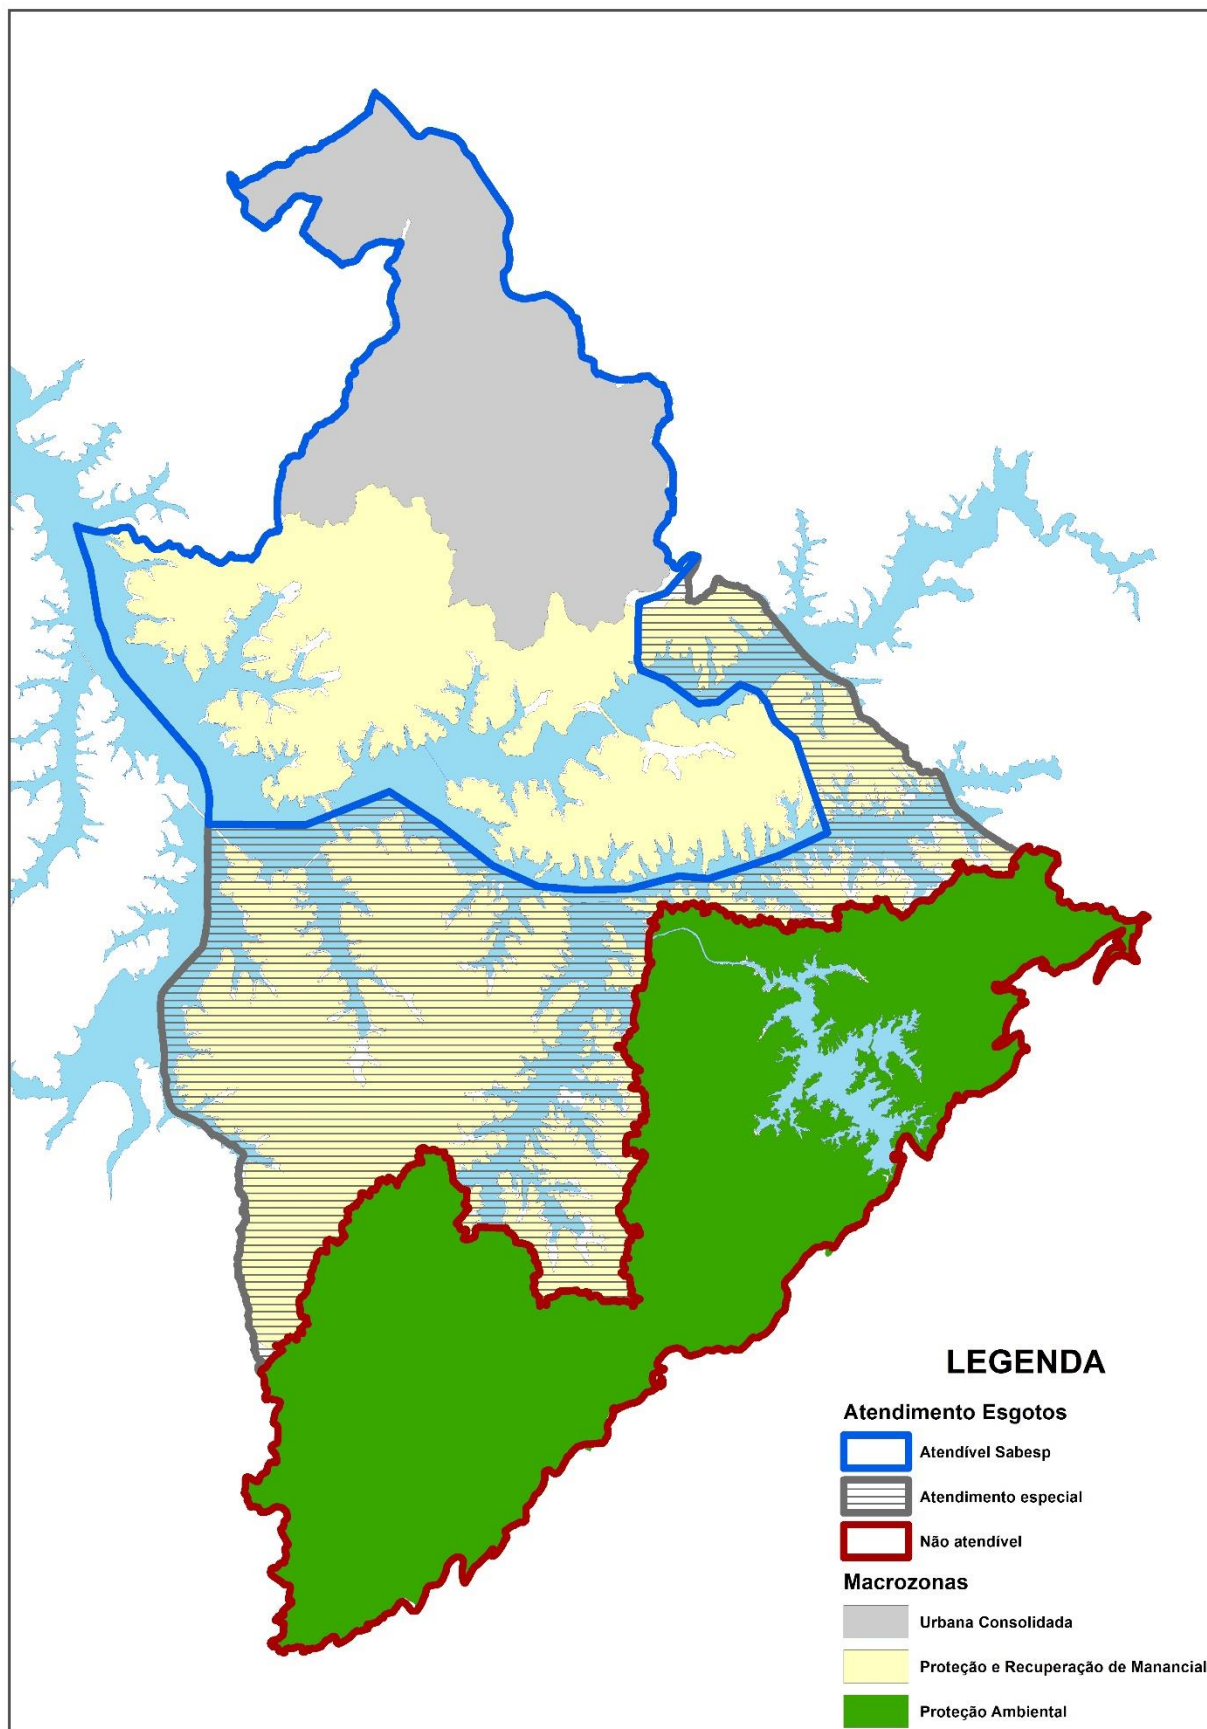 LEGENDA
Atendimento Esgotos
Atendível Sabesp
Atendimento especial
Não atendível
Macrozonas
Urbana Consolidada
Proteção e Recuperação de Manancial
Proteção Ambiental